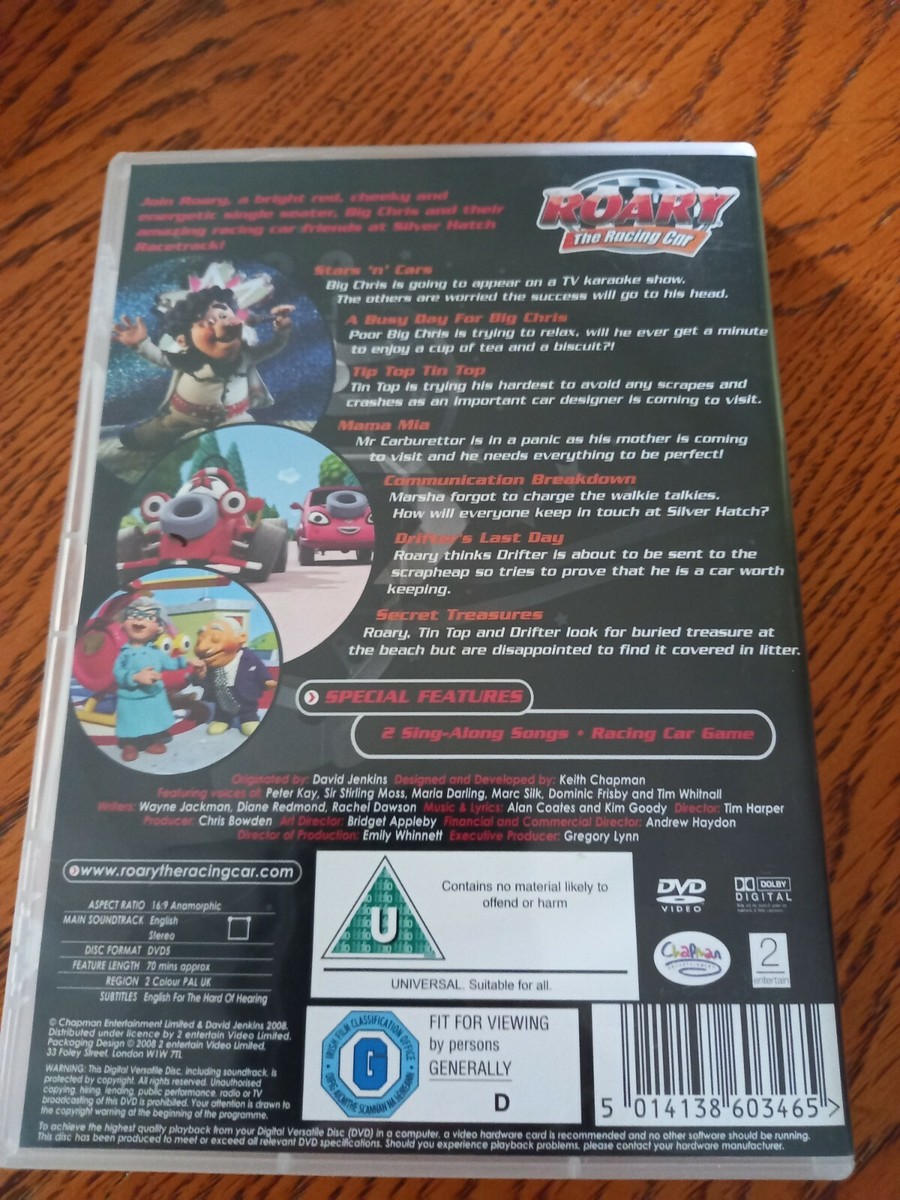 Join Roary, a bright red, cheeky and
energetic single seater, Big Chris and their
amazing racing car friends at Silver Hatch
Racetrack!
ROARY
The Racing Car
Stars 'n' Cars
Big Chris is going to appear on a TV karaoke show.
The others are worried the success will go to his head.
A Busy Day For Big Chris
Poor Big Chris is trying to relax, will he ever get a minute
to enjoy a cup of tea and a biscuit?!
Tip Top Tin Top
Tin Top is trying his hardest to avoid any scrapes and
crashes as an important car designer is coming to visit.
Mama Mia
Mr Carburettor is in a panic as his mother is coming
to visit and he needs everything to be perfect!
Communication Breakdown
Marsha forgot to charge the walkie talkies.
How will everyone keep in touch at Silver Hatch?
Drifter's Last Day
Roary thinks Drifter is about to be sent to the
scrapheap so tries to prove that he is a car worth
keeping.
Secret Treasures
Roary, Tin Top and Drifter look for buried treasure at
the beach but are disappointed to find it covered in litter.
SPECIAL FEATURES
2 Sing-Along Songs • Racing Car Game
Originated by: David Jenkins Designed and Developed by: Keith Chapman
Featuring voices of: Peter Kay, Sir Stirling Moss, Maria Darling, Marc Silk, Dominic Frisby and Tim Whitnall
Writers: Wayne Jackman, Diane Redmond, Rachel Dawson Music & Lyrics: Alan Coates and Kim Goody Director: Tim Harper
Producer: Chris Bowden Art Director: Bridget Appleby Financial and Commercial Director: Andrew Haydon
Director of Production: Emily Whinnett Executive Producer: Gregory Lynn
www.roarytheracingcar.com
ASPECT RATIO 16:9 Anamorphic
MAIN SOUNDTRACK English
Stereo
DISC FORMAT DVD5
FEATURE LENGTH 70 mins approx
REGION 2 Colour PAL UK
SUBTITLES English For The Hard Of Hearing
U
Contains no material likely to
offend or harm
UNIVERSAL. Suitable for all.
DVD
VIDEO
DOLBY
DIGITAL
Chapman
ENTERTAINMENT
2
entertain
© Chapman Entertainment Limited & David Jenkins 2008.
Distributed under licence by 2 entertain Video Limited.
Packaging Design © 2008 2 entertain Video Limited.
33 Foley Street, London W1W 7TL
WARNING: This Digital Versatile Disc, including soundtrack, is
protected by copyright. All rights reserved. Unauthorised
copying, hiring, lending, public performance, radio or TV
broadcasting of this DVD is prohibited. Your attention is drawn to
the copyright warning at the beginning of the programme.
IRISH FILM CLASSIFICATION OFFICE
G
FIT FOR VIEWING
by persons
GENERALLY
D
5 014138 603465 >
To achieve the highest quality playback from your Digital Versatile Disc (DVD) in a computer, a video hardware card is recommended and no other software should be running.
This disc has been produced to meet or exceed all relevant DVD specifications. Should you experience playback problems, please contact your hardware manufacturer.